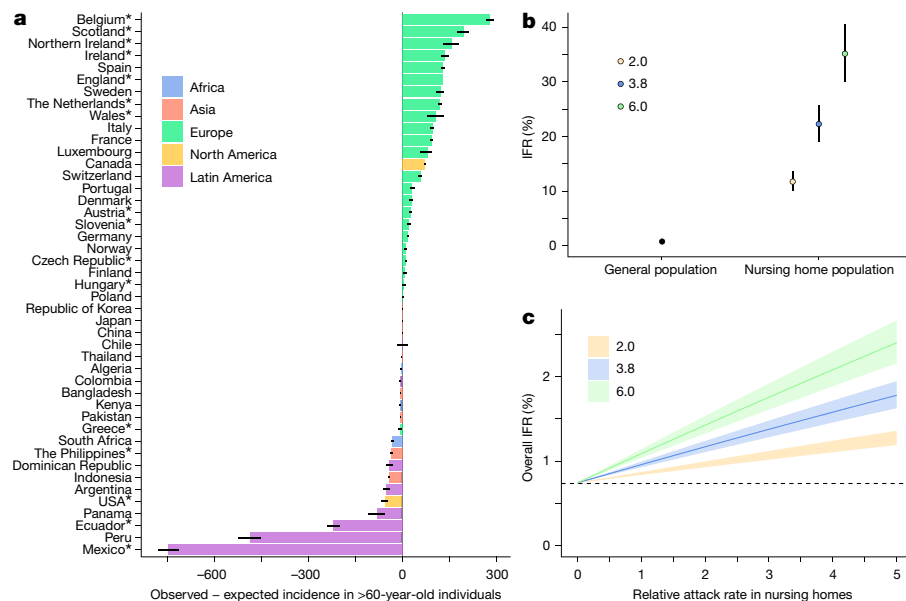 a
Belgium*
Scotland*
Northern Ireland*
Ireland*
Spain
England*
Sweden
The Netherlands*
Wales*
Italy
France
Luxembourg
Canada
Switzerland
Portugal
Denmark
Austria*
Slovenia*
Germany
Norway
Czech Republic*
Finland
Hungary*
Poland
Republic of Korea
Japan
China
Chile
Thailand
Algeria
Colombia
Bangladesh
Kenya
Pakistan
Greece*
South Africa
The Philippines*
Dominican Republic
Indonesia
Argentina
USA*
Panama
Ecuador*
Peru
Mexico*
Africa
Asia
Europe
North America
Latin America
−600 −300 0 300
Observed – expected incidence in >60-year-old individuals
b
40
30
20
10
0
IFR (%)
2.0
3.8
6.0
General population Nursing home population
c
2
1
0
Overall IFR (%)
2.0
3.8
6.0
0 1 2 3 4 5
Relative attack rate in nursing homes